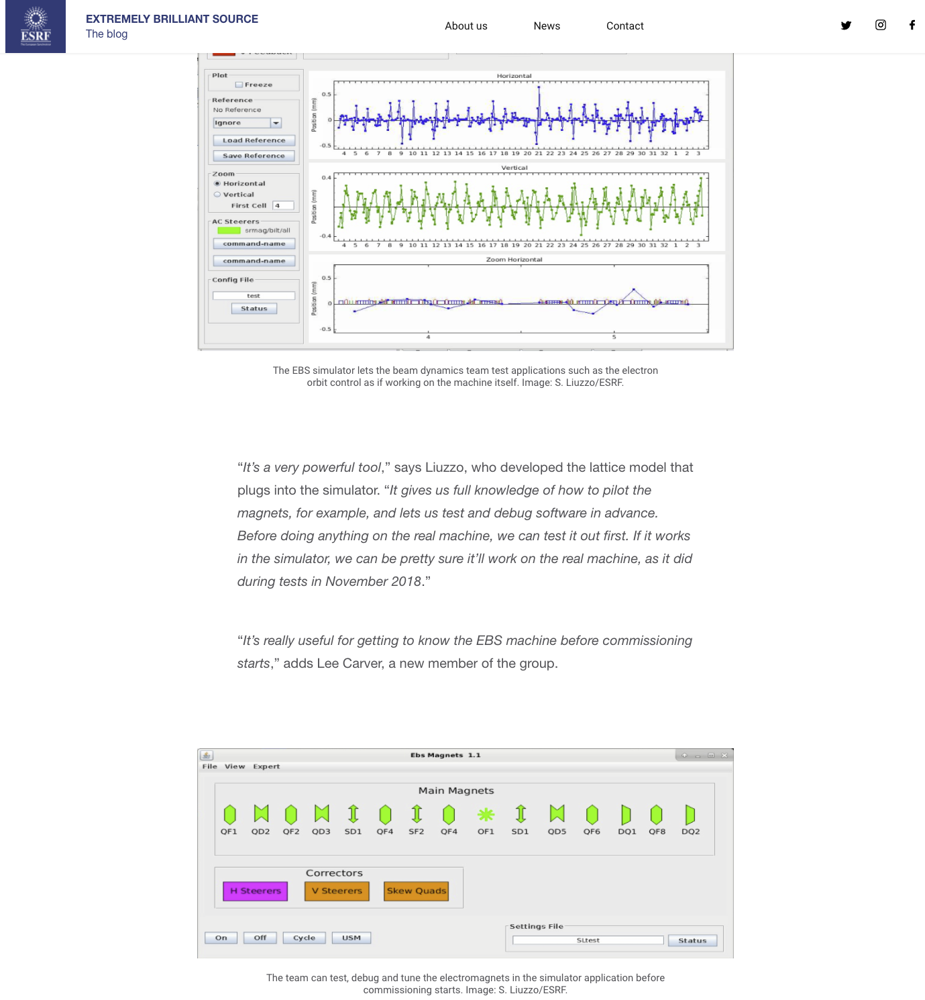 ESRF
The European Synchrotron
EXTREMELY BRILLIANT SOURCE
The blog
About us
News
Contact
Plot
Freeze
Reference
No Reference
Ignore
Load Reference
Save Reference
Zoom
Horizontal
Vertical
First Cell 4
AC Steerers
srmag/bilt/all
command-name
command-name
Config File
test
Status
Horizontal
Position (mm)
0.5
0
-0.5
4 5 6 7 8 9 10 11 12 13 14 15 16 17 18 19 20 21 22 23 24 25 26 27 28 29 30 31 32 1 2 3
Vertical
Position (mm)
0.4
0
-0.4
4 5 6 7 8 9 10 11 12 13 14 15 16 17 18 19 20 21 22 23 24 25 26 27 28 29 30 31 32 1 2 3
Zoom Horizontal
Position (mm)
0.5
0
-0.5
4 5
The EBS simulator lets the beam dynamics team test applications such as the electron
orbit control as if working on the machine itself. Image: S. Liuzzo/ESRF.
“It’s a very powerful tool,” says Liuzzo, who developed the lattice model that
plugs into the simulator. “It gives us full knowledge of how to pilot the
magnets, for example, and lets us test and debug software in advance.
Before doing anything on the real machine, we can test it out first. If it works
in the simulator, we can be pretty sure it’ll work on the real machine, as it did
during tests in November 2018.”
“It’s really useful for getting to know the EBS machine before commissioning
starts,” adds Lee Carver, a new member of the group.
Ebs Magnets 1.1
File View Expert
Main Magnets
QF1 QD2 QF2 QD3 SD1 QF4 SF2 QF4 OF1 SD1 QD5 QF6 DQ1 QF8 DQ2
Correctors
H Steerers V Steerers Skew Quads
On Off Cycle USM
Settings File
SLtest
Status
The team can test, debug and tune the electromagnets in the simulator application before
commissioning starts. Image: S. Liuzzo/ESRF.